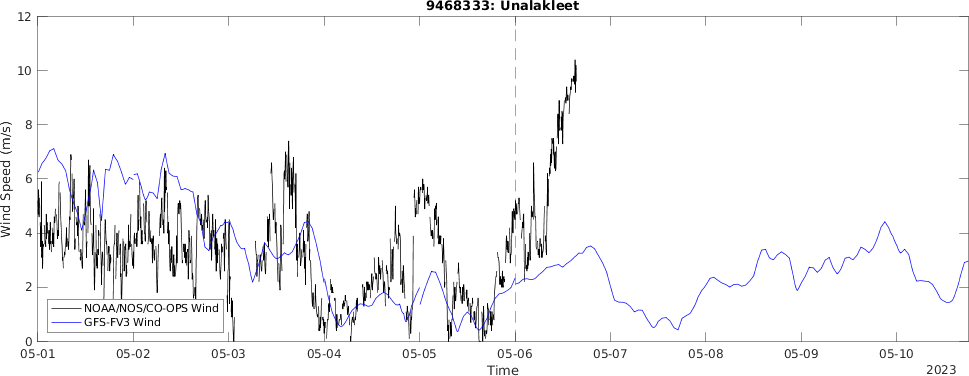 9468333: Unalakleet
Wind Speed (m/s)
12
10
8
6
4
2
0
NOAA/NOS/CO-OPS Wind
GFS-FV3 Wind
05-01 05-02 05-03 05-04 05-05 05-06 05-07 05-08 05-09 05-10
Time
2023